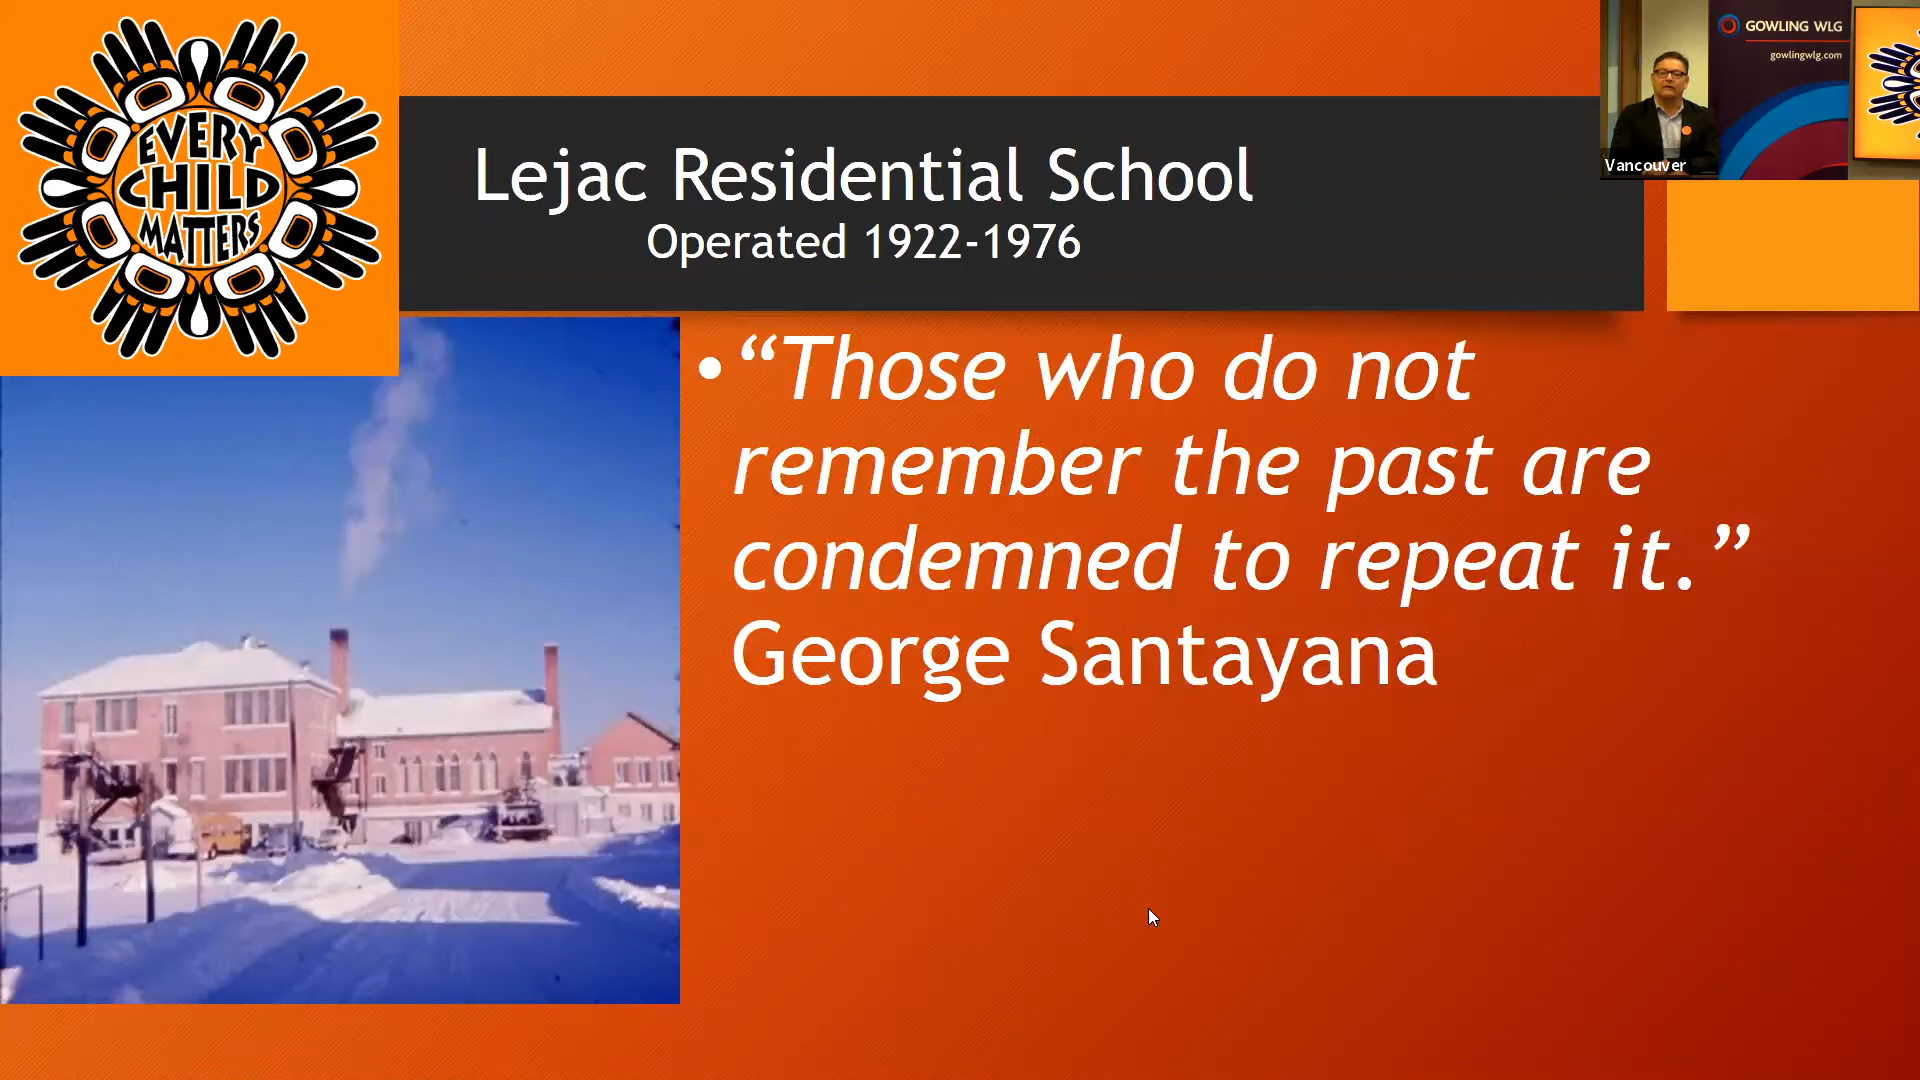 EVERY
CHILD
MATTERS
Lejac Residential School
Operated 1922-1976
GOWLING WLG
gowlingwlg.com
Vancouver
• “Those who do not
remember the past are
condemned to repeat it.”
George Santayana